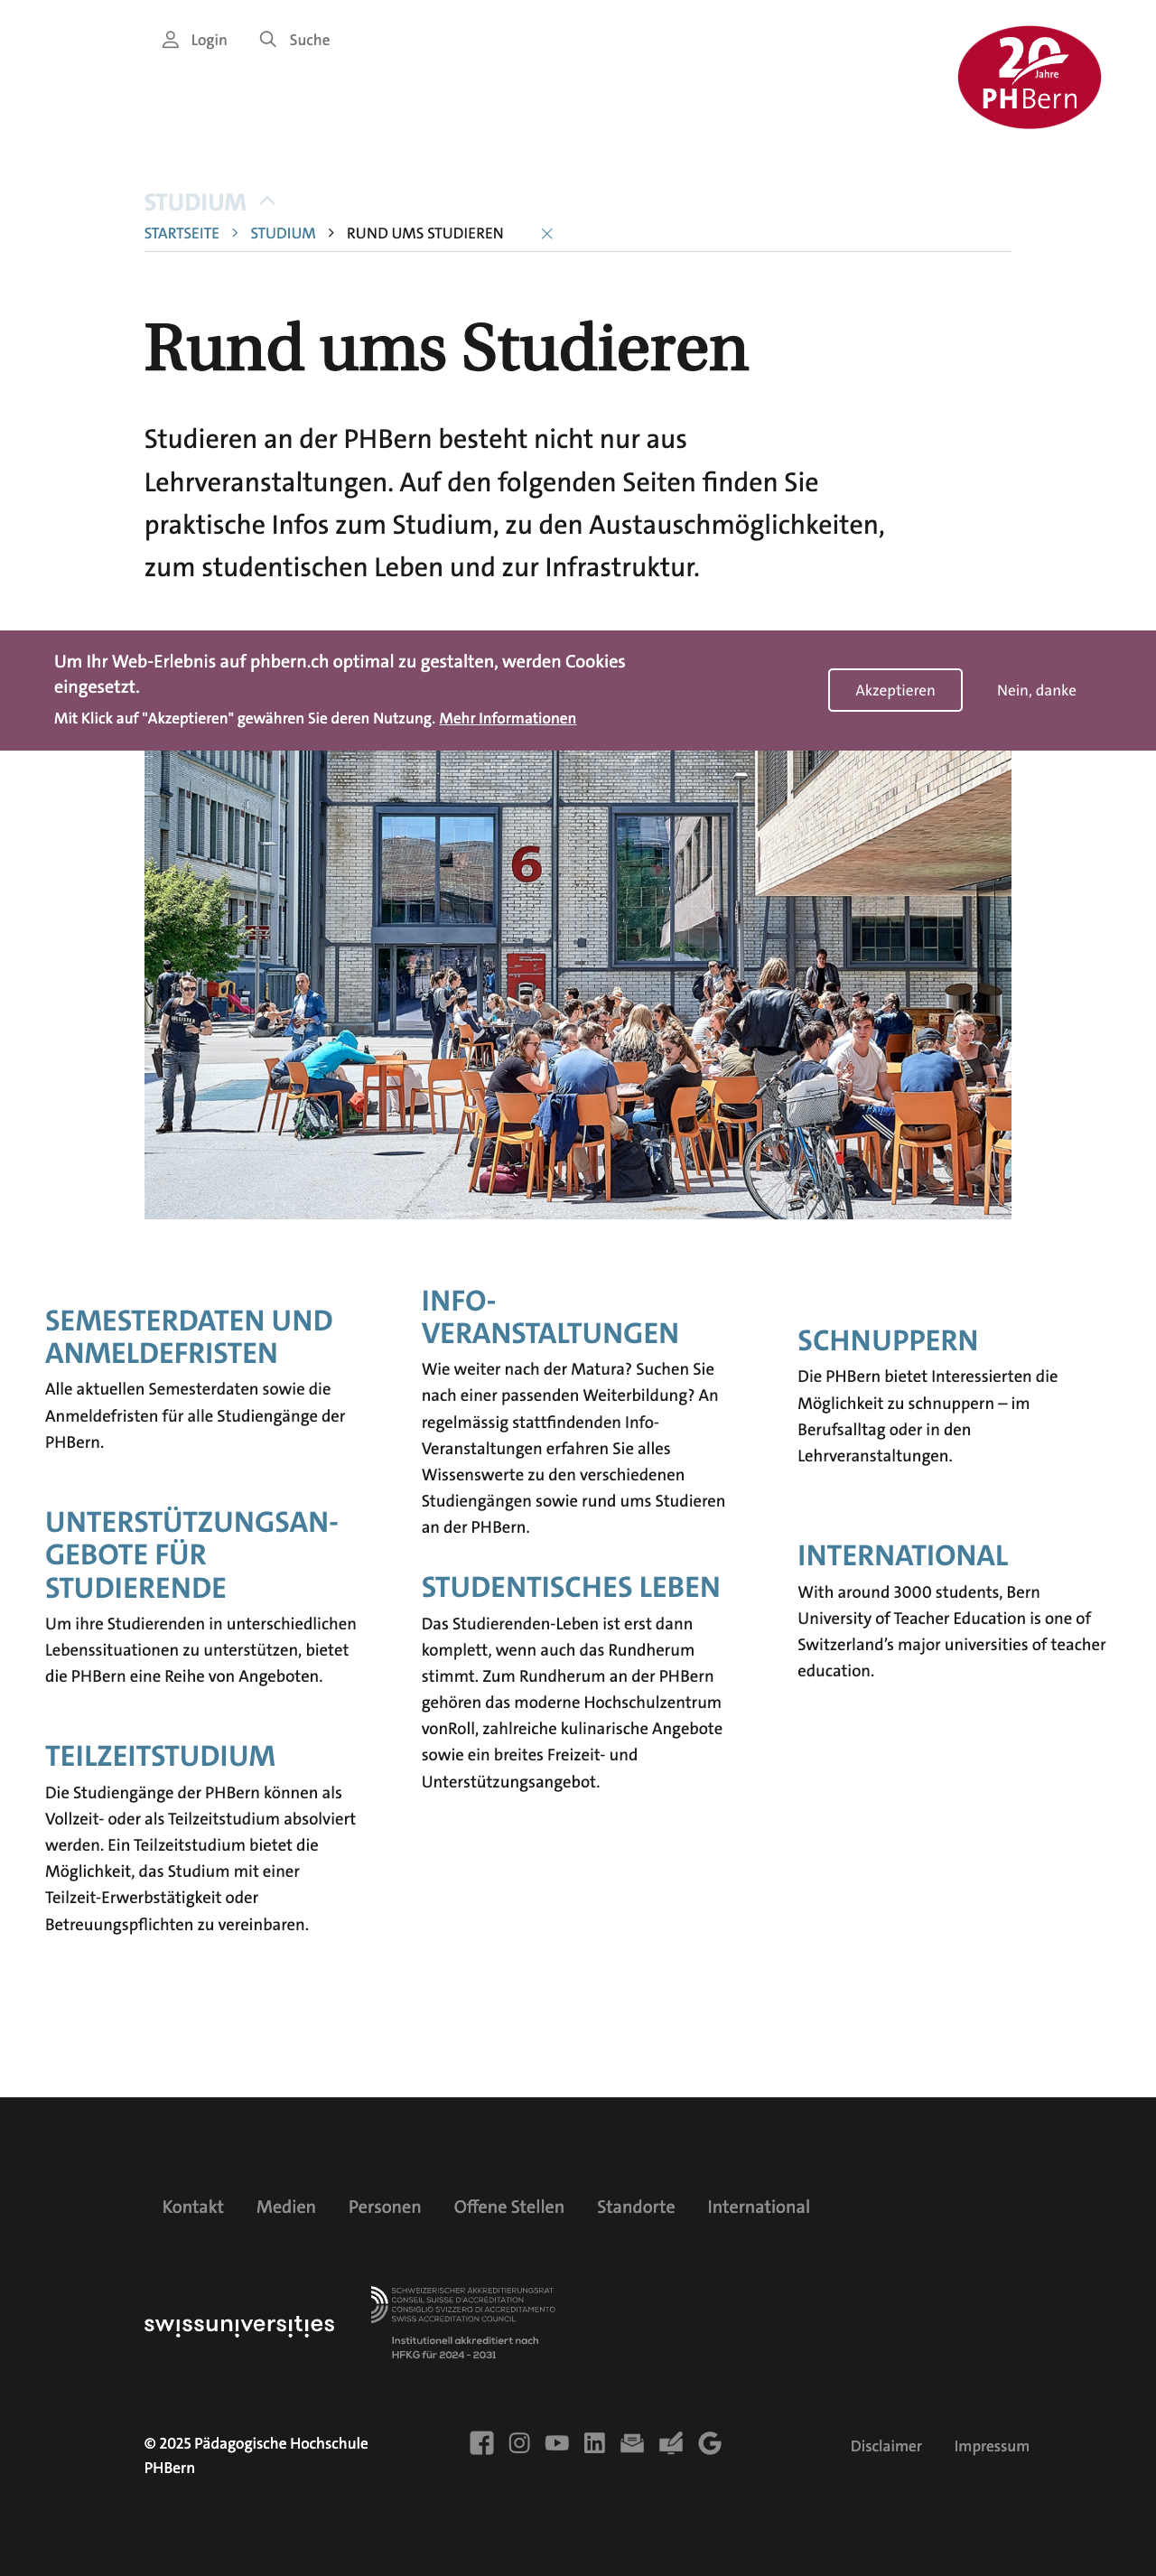 Login
Suche
20
Jahre
PHBern
STUDIUM
STARTSEITE
STUDIUM
RUND UMS STUDIEREN
Rund ums Studieren
Studieren an der PHBern besteht nicht nur aus
Lehrveranstaltungen. Auf den folgenden Seiten finden Sie
praktische Infos zum Studium, zu den Austauschmöglichkeiten,
zum studentischen Leben und zur Infrastruktur.
Um Ihr Web-Erlebnis auf phbern.ch optimal zu gestalten, werden Cookies
eingesetzt.
Mit Klick auf "Akzeptieren" gewähren Sie deren Nutzung. Mehr Informationen
Akzeptieren
Nein, danke
6
SEMESTERDATEN UND
ANMELDEFRISTEN
Alle aktuellen Semesterdaten sowie die
Anmeldefristen für alle Studiengänge der
PHBern.
UNTERSTÜTZUNGSAN-
GEBOTE FÜR
STUDIERENDE
Um ihre Studierenden in unterschiedlichen
Lebenssituationen zu unterstützen, bietet
die PHBern eine Reihe von Angeboten.
TEILZEITSTUDIUM
Die Studiengänge der PHBern können als
Vollzeit- oder als Teilzeitstudium absolviert
werden. Ein Teilzeitstudium bietet die
Möglichkeit, das Studium mit einer
Teilzeit-Erwerbstätigkeit oder
Betreuungspflichten zu vereinbaren.
INFO-
VERANSTALTUNGEN
Wie weiter nach der Matura? Suchen Sie
nach einer passenden Weiterbildung? An
regelmässig stattfindenden Info-
Veranstaltungen erfahren Sie alles
Wissenswerte zu den verschiedenen
Studiengängen sowie rund ums Studieren
an der PHBern.
STUDENTISCHES LEBEN
Das Studierenden-Leben ist erst dann
komplett, wenn auch das Rundherum
stimmt. Zum Rundherum an der PHBern
gehören das moderne Hochschulzentrum
vonRoll, zahlreiche kulinarische Angebote
sowie ein breites Freizeit- und
Unterstützungsangebot.
SCHNUPPERN
Die PHBern bietet Interessierten die
Möglichkeit zu schnuppern – im
Berufsalltag oder in den
Lehrveranstaltungen.
INTERNATIONAL
With around 3000 students, Bern
University of Teacher Education is one of
Switzerland’s major universities of teacher
education.
Kontakt
Medien
Personen
Offene Stellen
Standorte
International
swissuniversities
SCHWEIZERISCHER AKKREDITIERUNGSRAT
CONSEIL SUISSE D'ACCRÉDITATION
CONSIGLIO SVIZZERO DI ACCREDITAMENTO
SWISS ACCREDITATION COUNCIL
Institutionell akkreditiert nach
HFKG für 2024 - 2031
© 2025 Pädagogische Hochschule
PHBern
Disclaimer
Impressum